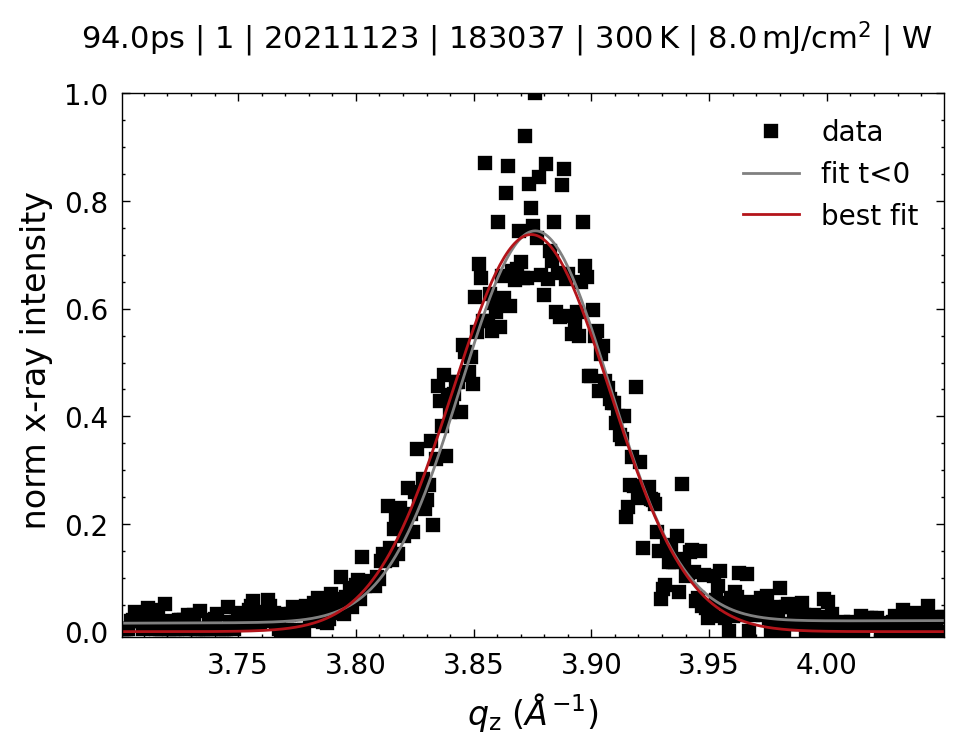 94.0ps | 1 | 20211123 | 183037 | 300 K | 8.0 mJ/cm² | W
1.0
0.8
0.6
0.4
0.2
0.0
norm x-ray intensity
data
fit t<0
best fit
3.75 3.80 3.85 3.90 3.95 4.00
q_z (Å⁻¹)